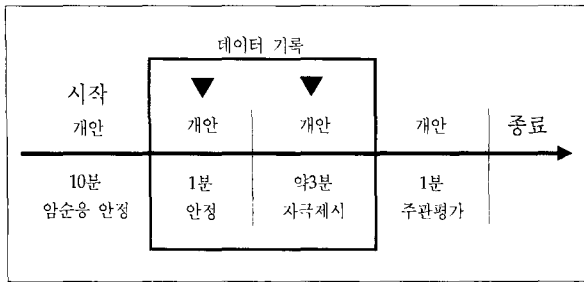 데이터 기록
시작
개안 개안 개안 개안 종료
10분 1분 약3분 1분
암순응 안정 안정 자극제시 주관평가